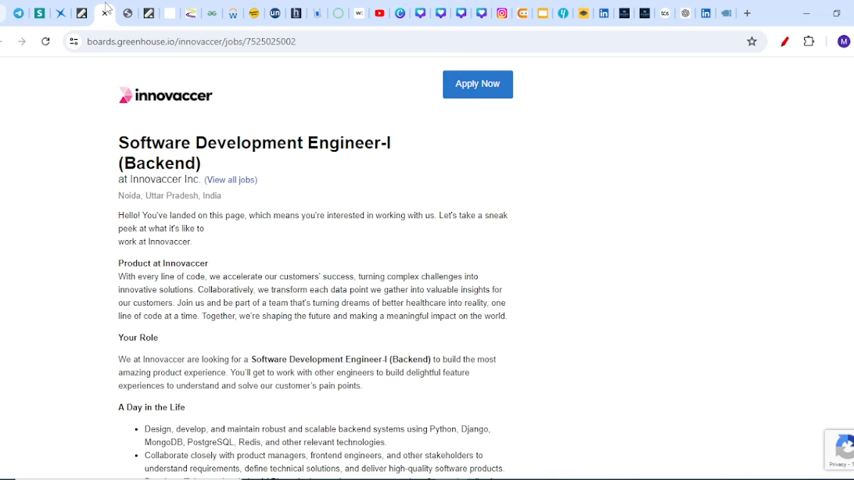 boards.greenhouse.io/innovaccer/jobs/7525025002
M
innovaccer
Apply Now
Software Development Engineer-I
(Backend)
at Innovaccer Inc. (View all jobs)
Noida, Uttar Pradesh, India
Hello! You've landed on this page, which means you're interested in working with us. Let's take a sneak
peek at what it's like to
work at Innovaccer.
Product at Innovaccer
With every line of code, we accelerate our customers' success, turning complex challenges into
innovative solutions. Collaboratively, we transform each data point we gather into valuable insights for
our customers. Join us and be part of a team that's turning dreams of better healthcare into reality, one
line of code at a time. Together, we're shaping the future and making a meaningful impact on the world.
Your Role
We at Innovaccer are looking for a Software Development Engineer-I (Backend) to build the most
amazing product experience. You'll get to work with other engineers to build delightful feature
experiences to understand and solve our customer's pain points.
A Day in the Life
• Design, develop, and maintain robust and scalable backend systems using Python, Django,
MongoDB, PostgreSQL, Redis, and other relevant technologies.
• Collaborate closely with product managers, frontend engineers, and other stakeholders to
understand requirements, define technical solutions, and deliver high-quality software products.
Privacy - T